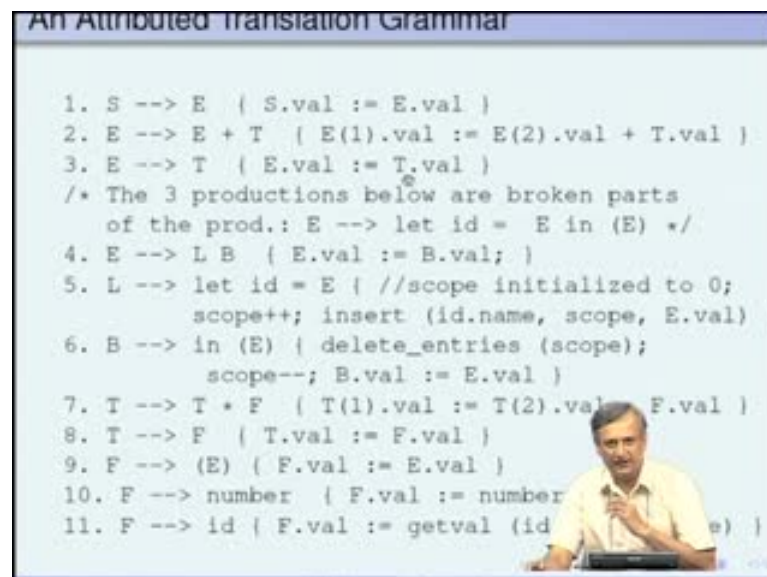 An Attributed Translation Grammar
1. S --> E { S.val := E.val }
2. E --> E + T { E(1).val := E(2).val + T.val }
3. E --> T { E.val := T.val }
/* The 3 productions below are broken parts
of the prod.: E --> let id = E in (E) */
4. E --> L B { E.val := B.val; }
5. L --> let id = E { //scope initialized to 0;
scope++; insert (id.name, scope, E.val)
6. B --> in (E) { delete_entries (scope);
scope--; B.val := E.val }
7. T --> T * F { T(1).val := T(2).val F.val }
8. T --> F { T.val := F.val }
9. F --> (E) { F.val := E.val }
10. F --> number { F.val := number
11. F --> id { F.val := getval (id e) }